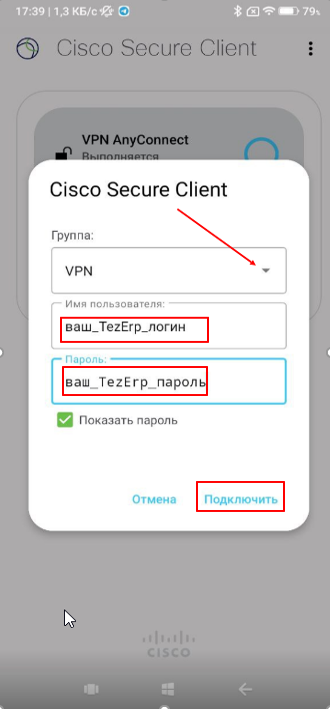 17:39 | 1,3 КБ/с
79%
Cisco Secure Client
VPN AnyConnect
Выполняется
Cisco Secure Client
Группа:
VPN
Имя пользователя:
ваш_TezErp_логин
Пароль:
ваш_TezErp_пароль
Показать пароль
Отмена
Подключить
CISCO